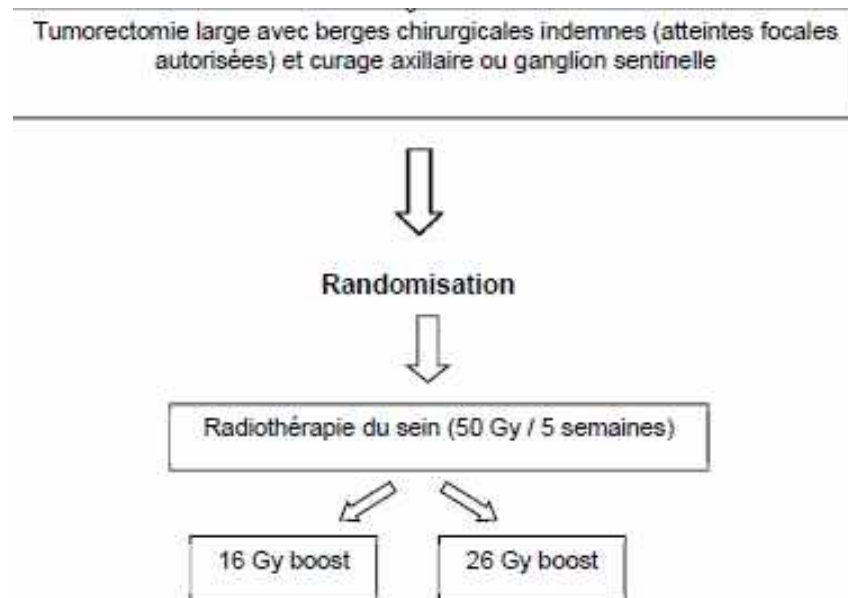 Tumorectomie large avec berges chirurgicales indemnes (atteintes focales
autorisées) et curage axillaire ou ganglion sentinelle
Randomisation
Radiothérapie du sein (50 Gy / 5 semaines)
16 Gy boost
26 Gy boost